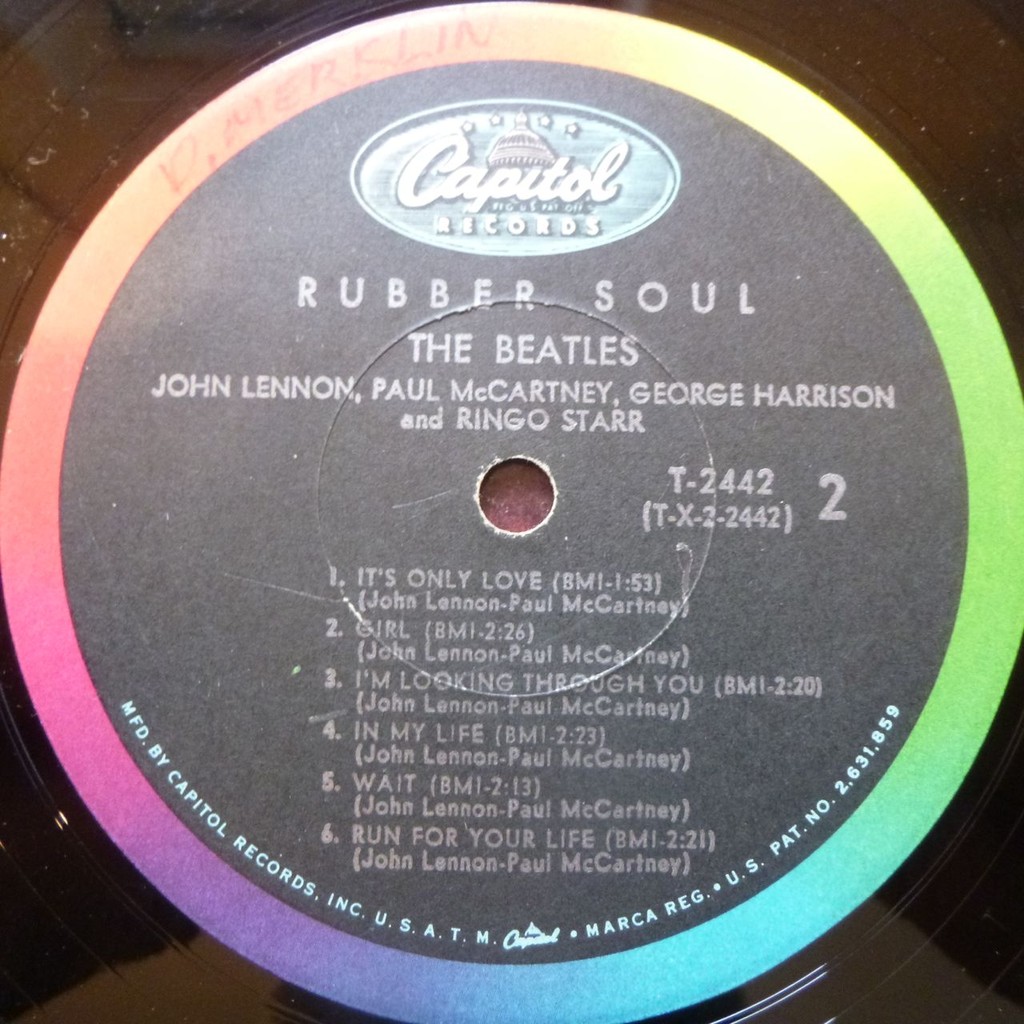 D. MERKLIN
Capitol
REG. U.S. PAT. OFF.
RECORDS
RUBBER SOUL
THE BEATLES
JOHN LENNON, PAUL McCARTNEY, GEORGE HARRISON
and RINGO STARR
T-2442
(T-X-2-2442)
2
1. IT'S ONLY LOVE (BMI-1:53)
(John Lennon-Paul McCartney)
2. GIRL (BMI-2:26)
(John Lennon-Paul McCartney)
3. I'M LOOKING THROUGH YOU (BMI-2:20)
(John Lennon-Paul McCartney)
4. IN MY LIFE (BMI-2:23)
(John Lennon-Paul McCartney)
5. WAIT (BMI-2:13)
(John Lennon-Paul McCartney)
6. RUN FOR YOUR LIFE (BMI-2:21)
(John Lennon-Paul McCartney)
MFD. BY CAPITOL RECORDS, INC. U.S.A. T.M. Capitol • MARCA REG. • U.S. PAT. NO. 2,631,859